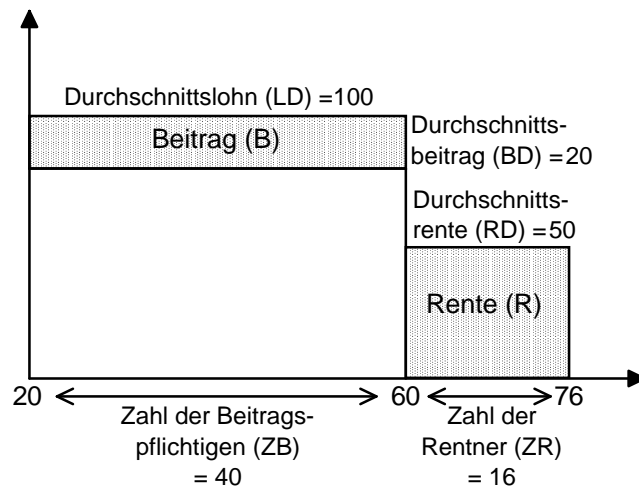 Durchschnittslohn (LD) =100
Beitrag (B)
Durchschnitts-
beitrag (BD) =20
Durchschnitts-
rente (RD) =50
Rente (R)
20
60
76
Zahl der Beitrags-
pflichtigen (ZB)
= 40
Zahl der
Rentner (ZR)
= 16